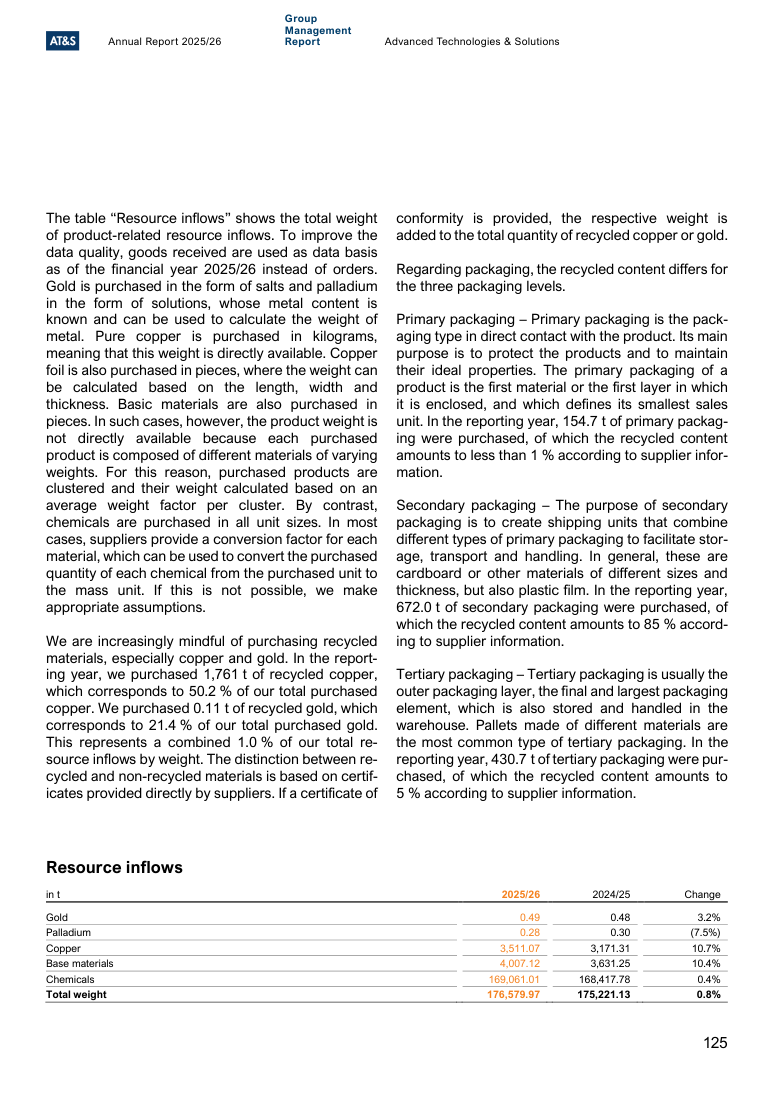 AT&S
Annual Report 2025/26
Group
Management
Report
Advanced Technologies & Solutions
The table “Resource inflows” shows the total weight
of product-related resource inflows. To improve the
data quality, goods received are used as data basis
as of the financial year 2025/26 instead of orders.
Gold is purchased in the form of salts and palladium
in the form of solutions, whose metal content is
known and can be used to calculate the weight of
metal. Pure copper is purchased in kilograms,
meaning that this weight is directly available. Copper
foil is also purchased in pieces, where the weight can
be calculated based on the length, width and
thickness. Basic materials are also purchased in
pieces. In such cases, however, the product weight is
not directly available because each purchased
product is composed of different materials of varying
weights. For this reason, purchased products are
clustered and their weight calculated based on an
average weight factor per cluster. By contrast,
chemicals are purchased in all unit sizes. In most
cases, suppliers provide a conversion factor for each
material, which can be used to convert the purchased
quantity of each chemical from the purchased unit to
the mass unit. If this is not possible, we make
appropriate assumptions.
We are increasingly mindful of purchasing recycled
materials, especially copper and gold. In the report-
ing year, we purchased 1,761 t of recycled copper,
which corresponds to 50.2 % of our total purchased
copper. We purchased 0.11 t of recycled gold, which
corresponds to 21.4 % of our total purchased gold.
This represents a combined 1.0 % of our total re-
source inflows by weight. The distinction between re-
cycled and non-recycled materials is based on certif-
icates provided directly by suppliers. If a certificate of
conformity is provided, the respective weight is
added to the total quantity of recycled copper or gold.
Regarding packaging, the recycled content differs for
the three packaging levels.
Primary packaging – Primary packaging is the pack-
aging type in direct contact with the product. Its main
purpose is to protect the products and to maintain
their ideal properties. The primary packaging of a
product is the first material or the first layer in which
it is enclosed, and which defines its smallest sales
unit. In the reporting year, 154.7 t of primary packag-
ing were purchased, of which the recycled content
amounts to less than 1 % according to supplier infor-
mation.
Secondary packaging – The purpose of secondary
packaging is to create shipping units that combine
different types of primary packaging to facilitate stor-
age, transport and handling. In general, these are
cardboard or other materials of different sizes and
thickness, but also plastic film. In the reporting year,
672.0 t of secondary packaging were purchased, of
which the recycled content amounts to 85 % accord-
ing to supplier information.
Tertiary packaging – Tertiary packaging is usually the
outer packaging layer, the final and largest packaging
element, which is also stored and handled in the
warehouse. Pallets made of different materials are
the most common type of tertiary packaging. In the
reporting year, 430.7 t of tertiary packaging were pur-
chased, of which the recycled content amounts to
5 % according to supplier information.
Resource inflows
in t 2025/26 2024/25 Change
Gold 0.49 0.48 3.2%
Palladium 0.28 0.30 (7.5%)
Copper 3,511.07 3,171.31 10.7%
Base materials 4,007.12 3,631.25 10.4%
Chemicals 169,061.01 168,417.78 0.4%
Total weight 176,579.97 175,221.13 0.8%
125